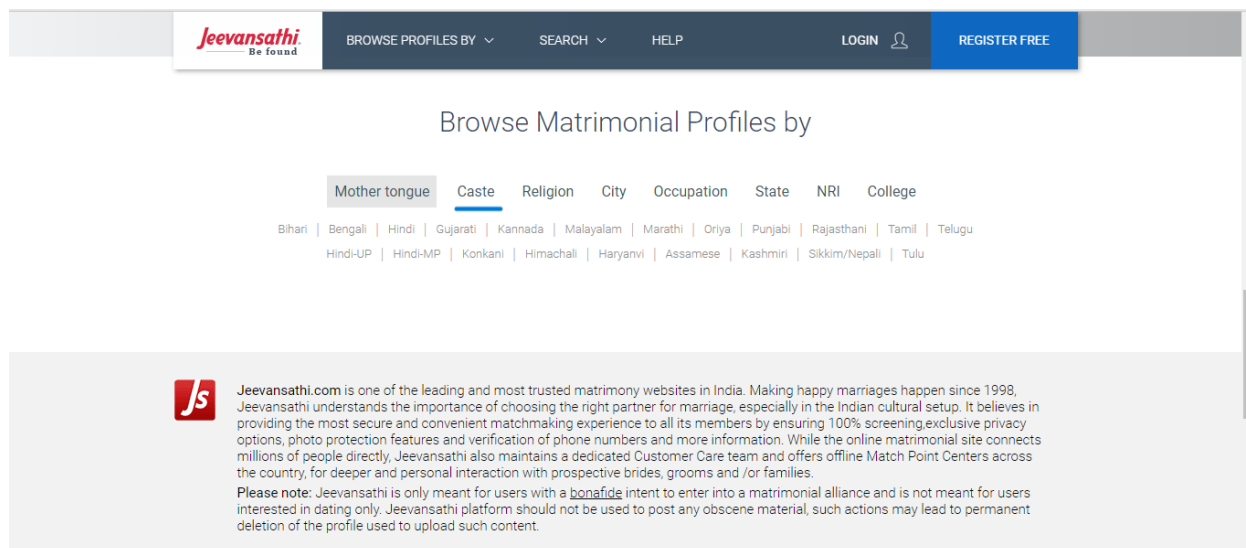 Jeevansathi.
Be found
BROWSE PROFILES BY
SEARCH
HELP
LOGIN
REGISTER FREE
Browse Matrimonial Profiles by
Mother tongue Caste Religion City Occupation State NRI College
Bihari | Bengali | Hindi | Gujarati | Kannada | Malayalam | Marathi | Oriya | Punjabi | Rajasthani | Tamil | Telugu
Hindi-UP | Hindi-MP | Konkani | Himachali | Haryanvi | Assamese | Kashmiri | Sikkim/Nepali | Tulu
JS
Jeevansathi.com is one of the leading and most trusted matrimony websites in India. Making happy marriages happen since 1998,
Jeevansathi understands the importance of choosing the right partner for marriage, especially in the Indian cultural setup. It believes in
providing the most secure and convenient matchmaking experience to all its members by ensuring 100% screening,exclusive privacy
options, photo protection features and verification of phone numbers and more information. While the online matrimonial site connects
millions of people directly, Jeevansathi also maintains a dedicated Customer Care team and offers offline Match Point Centers across
the country, for deeper and personal interaction with prospective brides, grooms and /or families.
Please note: Jeevansathi is only meant for users with a bonafide intent to enter into a matrimonial alliance and is not meant for users
interested in dating only. Jeevansathi platform should not be used to post any obscene material, such actions may lead to permanent
deletion of the profile used to upload such content.